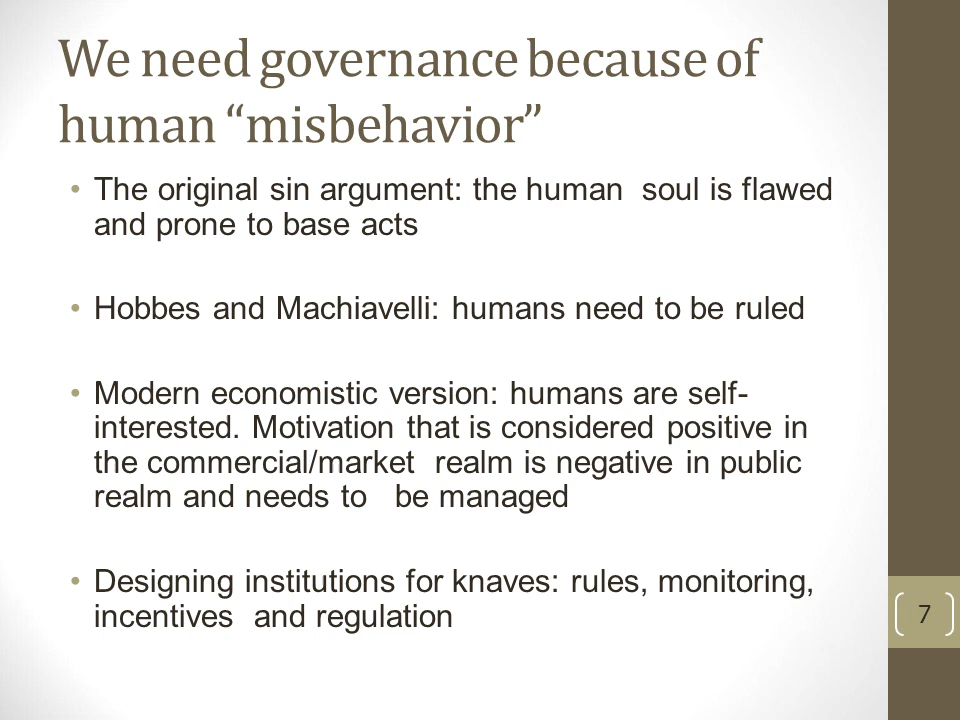 We need governance because of
human “misbehavior”
• The original sin argument: the human  soul is flawed
and prone to base acts
• Hobbes and Machiavelli: humans need to be ruled
• Modern economistic version: humans are self-
interested. Motivation that is considered positive in
the commercial/market  realm is negative in public
realm and needs to   be managed
• Designing institutions for knaves: rules, monitoring,
incentives  and regulation
7